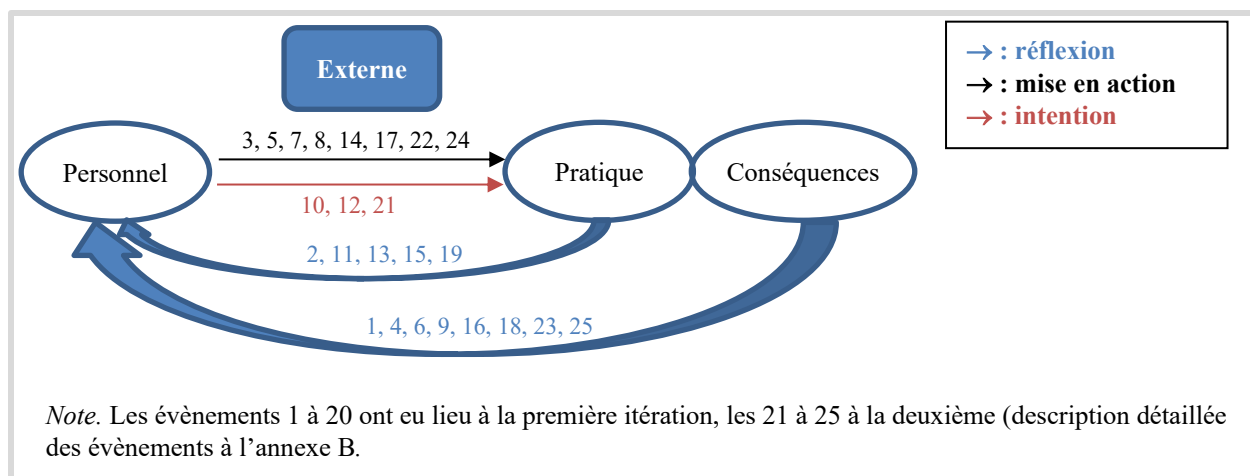 Externe
→ : réflexion
→ : mise en action
→ : intention
3, 5, 7, 8, 14, 17, 22, 24
Personnel
Pratique
Conséquences
10, 12, 21
2, 11, 13, 15, 19
1, 4, 6, 9, 16, 18, 23, 25
Note. Les évènements 1 à 20 ont eu lieu à la première itération, les 21 à 25 à la deuxième (description détaillée
des évènements à l’annexe B.